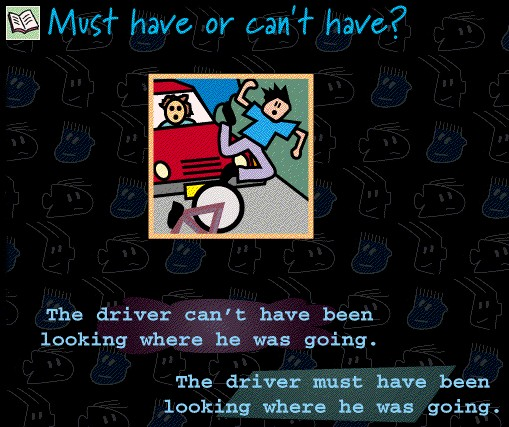 Must have or can't have?
The driver can't have been
looking where he was going.
The driver must have been
looking where he was going.